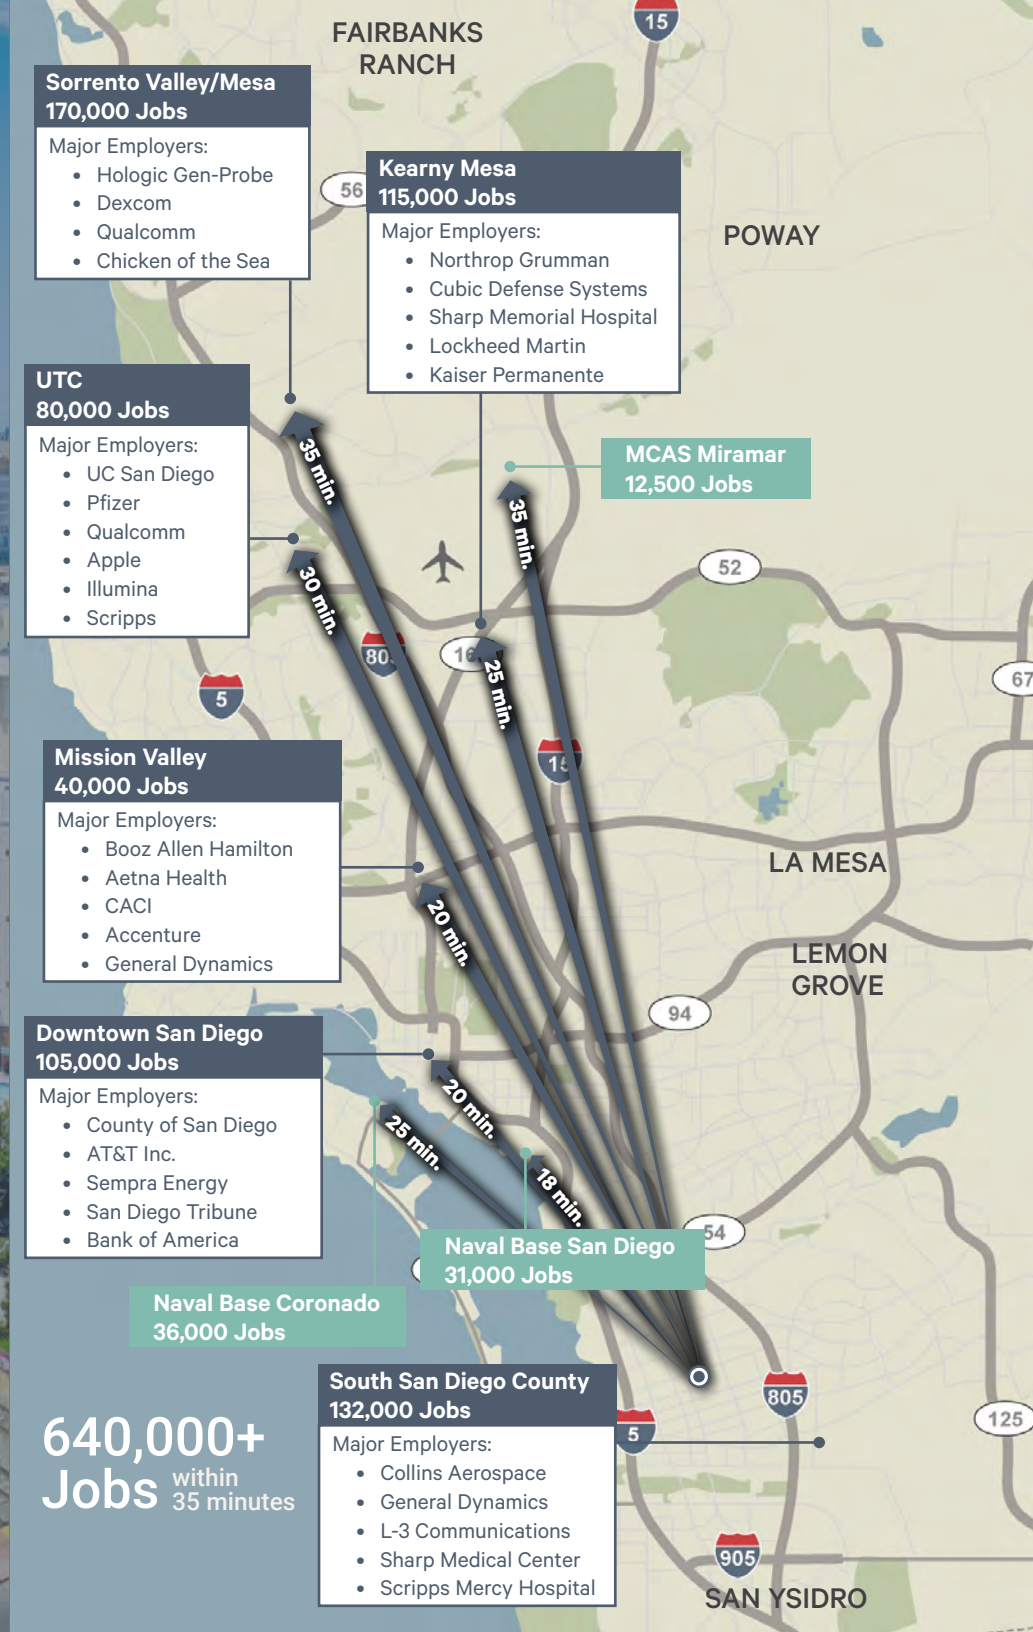 FAIRBANKS
RANCH
15
Sorrento Valley/Mesa
170,000 Jobs
Major Employers:
• Hologic Gen-Probe
• Dexcom
• Qualcomm
• Chicken of the Sea
56
Kearny Mesa
115,000 Jobs
Major Employers:
• Northrop Grumman
• Cubic Defense Systems
• Sharp Memorial Hospital
• Lockheed Martin
• Kaiser Permanente
POWAY
UTC
80,000 Jobs
Major Employers:
• UC San Diego
• Pfizer
• Qualcomm
• Apple
• Illumina
• Scripps
35 min.
MCAS Miramar
12,500 Jobs
35 min.
30 min.
52
80
16
25 min.
67
5
15
Mission Valley
40,000 Jobs
Major Employers:
• Booz Allen Hamilton
• Aetna Health
• CACI
• Accenture
• General Dynamics
LA MESA
20 min.
LEMON
GROVE
94
Downtown San Diego
105,000 Jobs
Major Employers:
• County of San Diego
• AT&T Inc.
• Sempra Energy
• San Diego Tribune
• Bank of America
20 min.
25 min.
18 min.
54
Naval Base San Diego
31,000 Jobs
Naval Base Coronado
36,000 Jobs
South San Diego County
132,000 Jobs
Major Employers:
• Collins Aerospace
• General Dynamics
• L-3 Communications
• Sharp Medical Center
• Scripps Mercy Hospital
805
5
125
640,000+
Jobs within
35 minutes
905
SAN YSIDRO